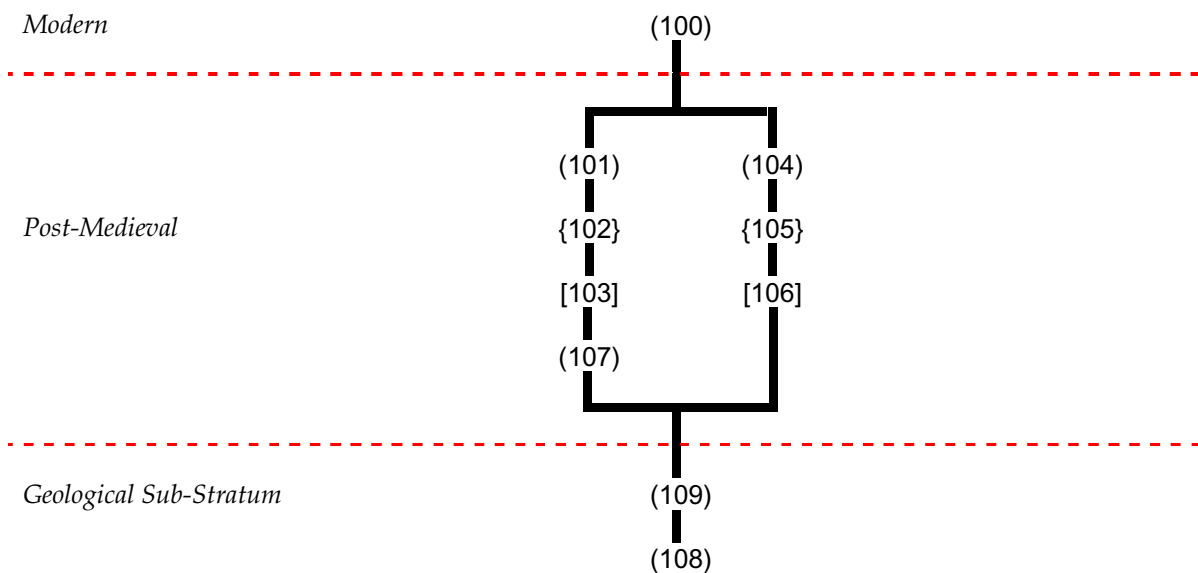 Modern (100)
(101) (104)
Post-Medieval {102} {105}
[103] [106]
(107)
Geological Sub-Stratum (109)
(108)